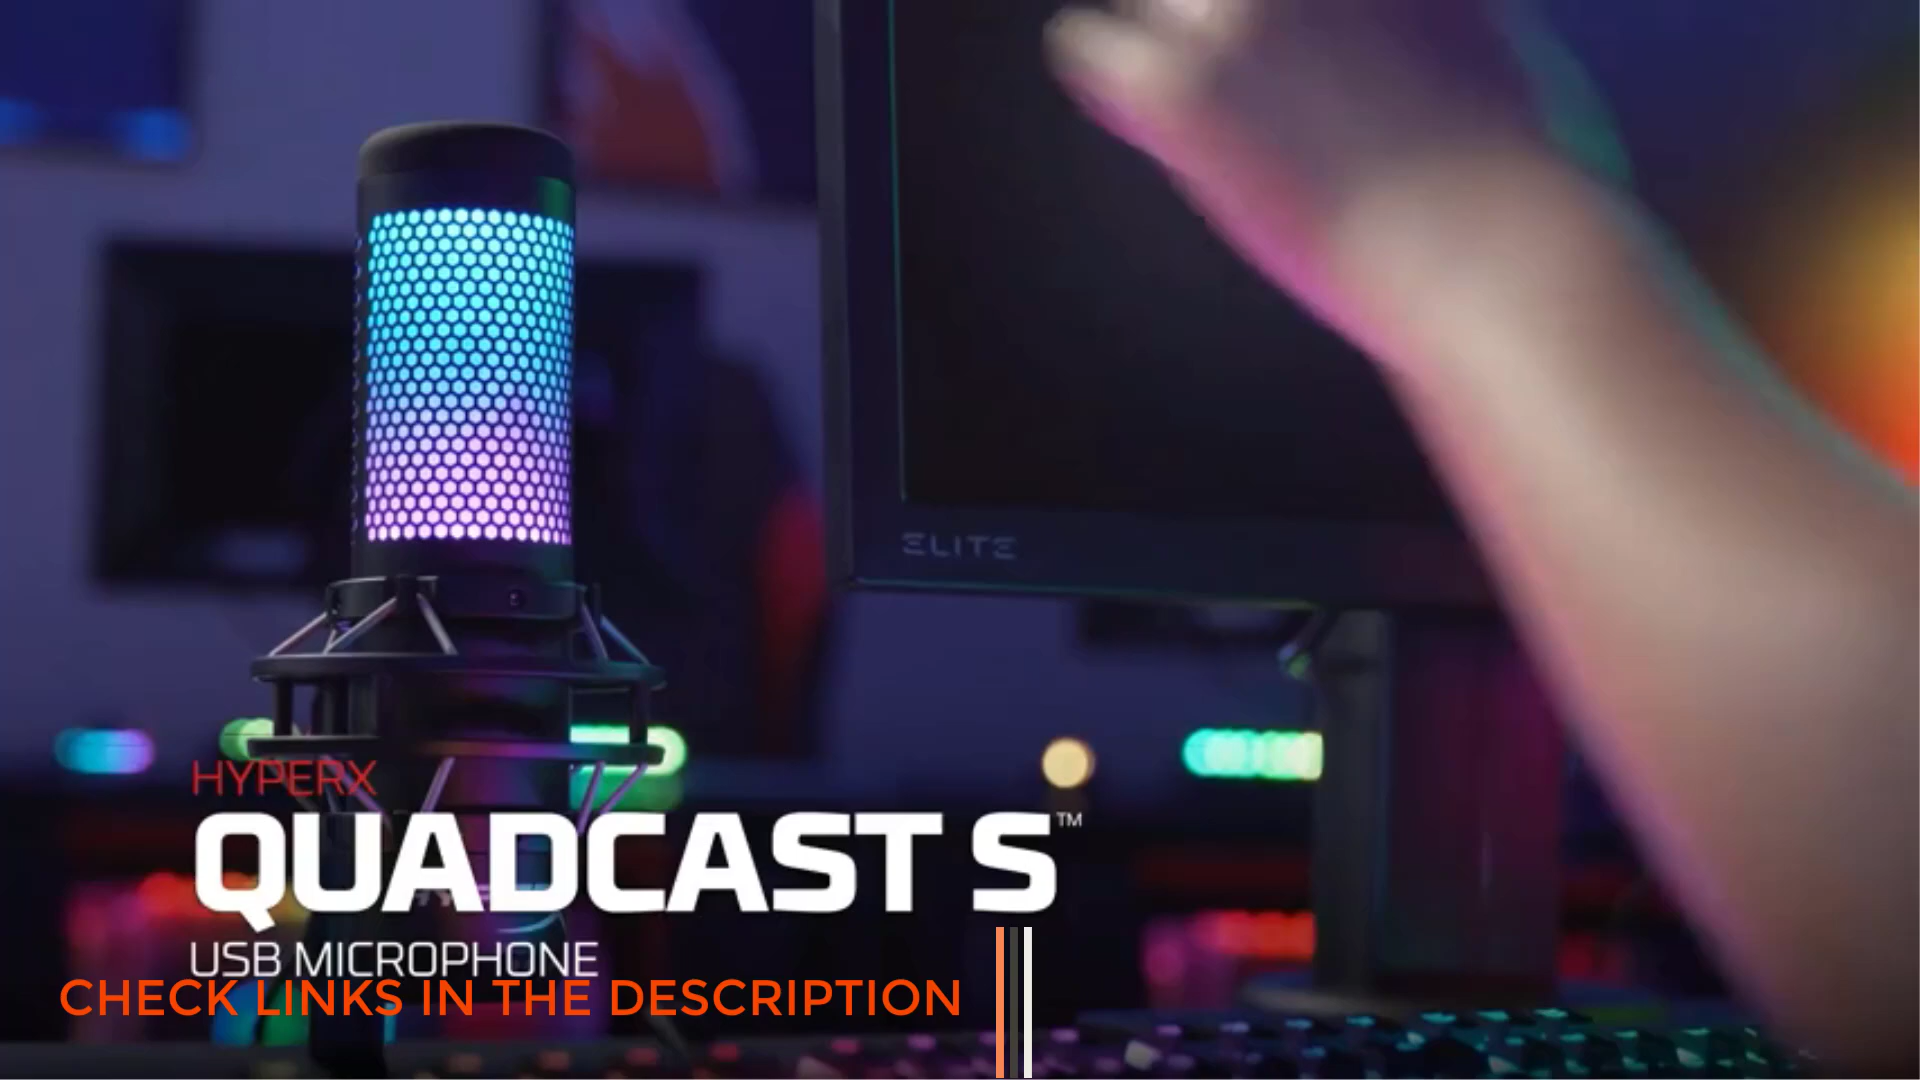 ELITE
HYPERX
QUADCAST S™
USB MICROPHONE
CHECK LINKS IN THE DESCRIPTION